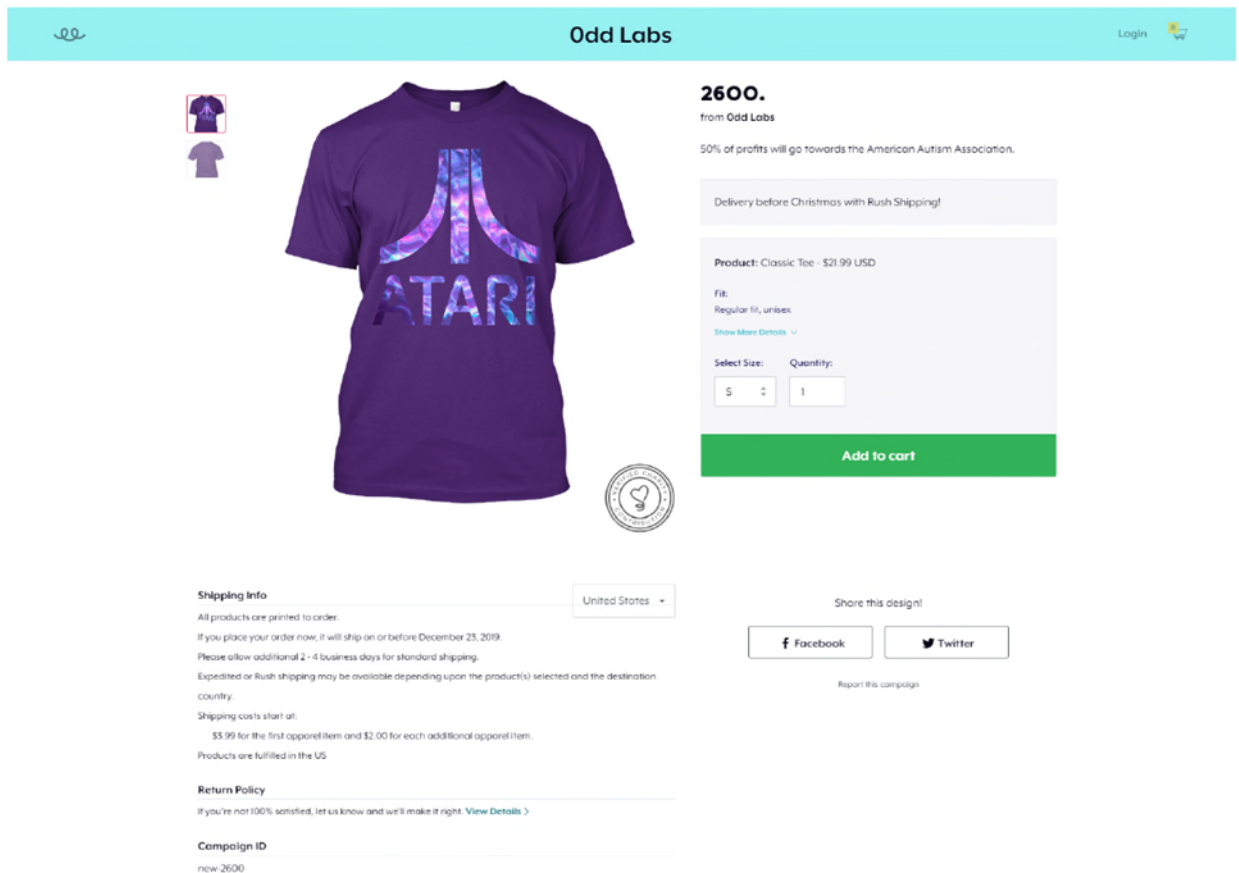 0dd Labs
Login
0
2600.
from 0dd Labs
50% of profits will go towards the American Autism Association.
Delivery before Christmas with Rush Shipping!
Product: Classic Tee - $21.99 USD
Fit:
Regular fit, unisex
Show More Details
Select Size:
Quantity:
S
1
Add to cart
ATARI
VERIFIED CHARITY
CONTRIBUTION
Shipping Info
United States
All products are printed to order.
If you place your order now, it will ship on or before December 23, 2019.
Please allow additional 2 - 4 business days for standard shipping.
Expedited or Rush shipping may be available depending upon the product(s) selected and the destination
country.
Shipping costs start at:
$3.99 for the first apparel item and $2.00 for each additional apparel item.
Products are fulfilled in the US
Return Policy
If you're not 100% satisfied, let us know and we'll make it right. View Details >
Campaign ID
new-2600
Share this design!
Facebook
Twitter
Report this campaign